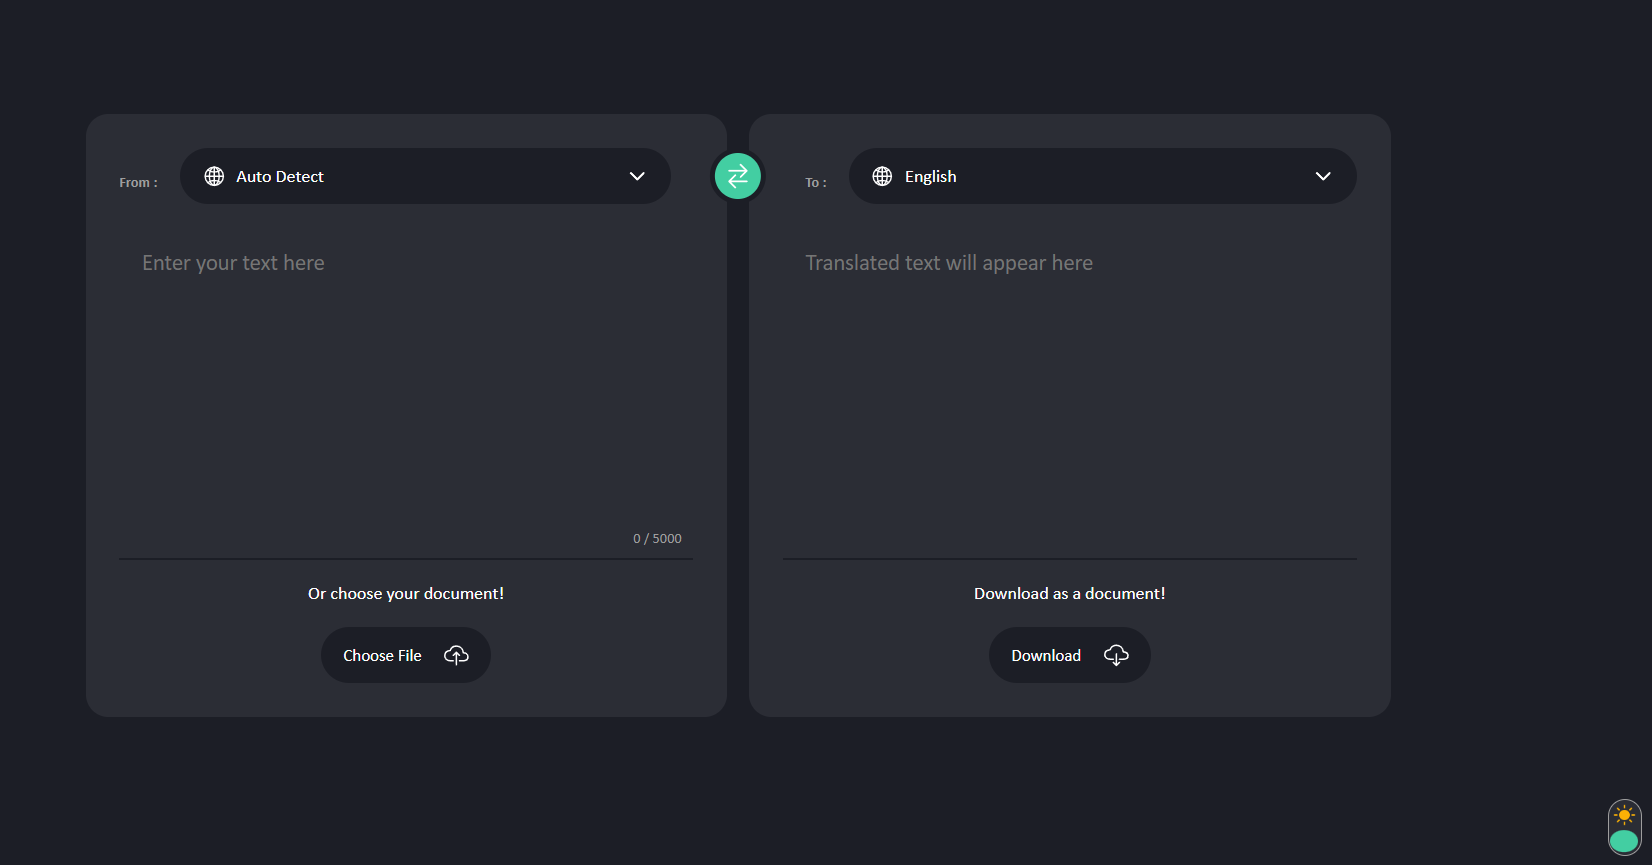 From :
Auto Detect
Enter your text here
0 / 5000
Or choose your document!
Choose File
To :
English
Translated text will appear here
Download as a document!
Download